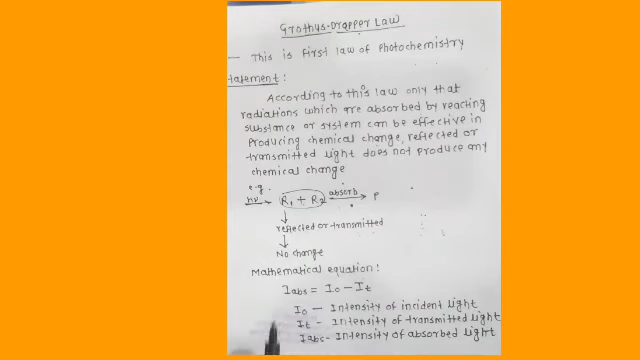 Grothus-Drapper Law
- This is first law of Photochemistry
tatement :
According to this law only that
radiations which are absorbed by reacting
substance or system can be effective in
producing chemical change, reflected or
transmitted light does not produce any
chemical change
e.g.
hν → R1 + R2 absorb → P
↓
reflected or transmitted
↓
No change
Mathematical equation :
Iabs = Io - It
Io - Intensity of incident light
It - Intensity of transmitted light
Iabs - Intensity of absorbed light